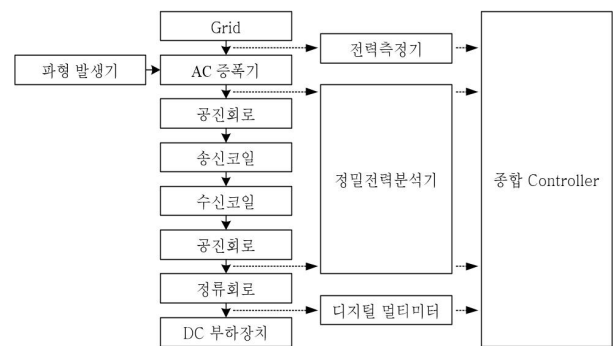 Grid
전력측정기
파형 발생기
AC 증폭기
공진회로
송신코일
정밀전력분석기
종합 Controller
수신코일
공진회로
정류회로
디지털 멀티미터
DC 부하장치